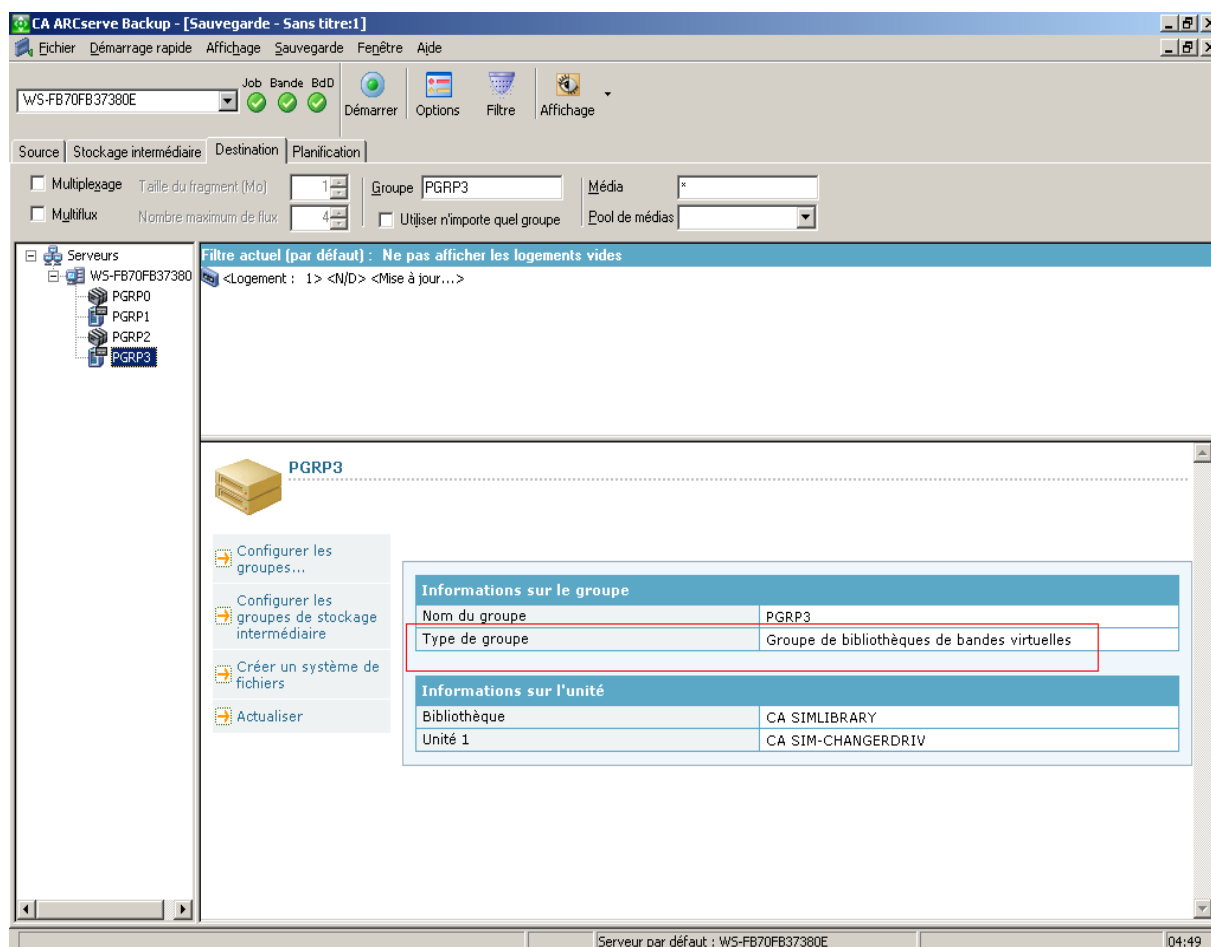 CA ARCserve Backup - [Sauvegarde - Sans titre:1]
Fichier Démarrage rapide Affichage Sauvegarde Fenêtre Aide
Job Bande BdD
WS-FB70FB37380E
Démarrer Options Filtre Affichage
Source Stockage intermédiaire Destination Planification
Multiplexage Taille du fragment (Mo) 1 Groupe PGRP3 Média *
Multiflux Nombre maximum de flux 4 Utiliser n'importe quel groupe Pool de médias
Serveurs
WS-FB70FB37380
PGRP0
PGRP1
PGRP2
PGRP3
Filtre actuel (par défaut) : Ne pas afficher les logements vides
<Logement : 1> <N/D> <Mise à jour...>
PGRP3
Configurer les
groupes...
Configurer les
groupes de stockage
intermédiaire
Créer un système de
fichiers
Actualiser
Informations sur le groupe
Nom du groupe PGRP3
Type de groupe Groupe de bibliothèques de bandes virtuelles
Informations sur l'unité
Bibliothèque CA SIMLIBRARY
Unité 1 CA SIM-CHANGERDRIV
Serveur par défaut : WS-FB70FB37380E 04:49